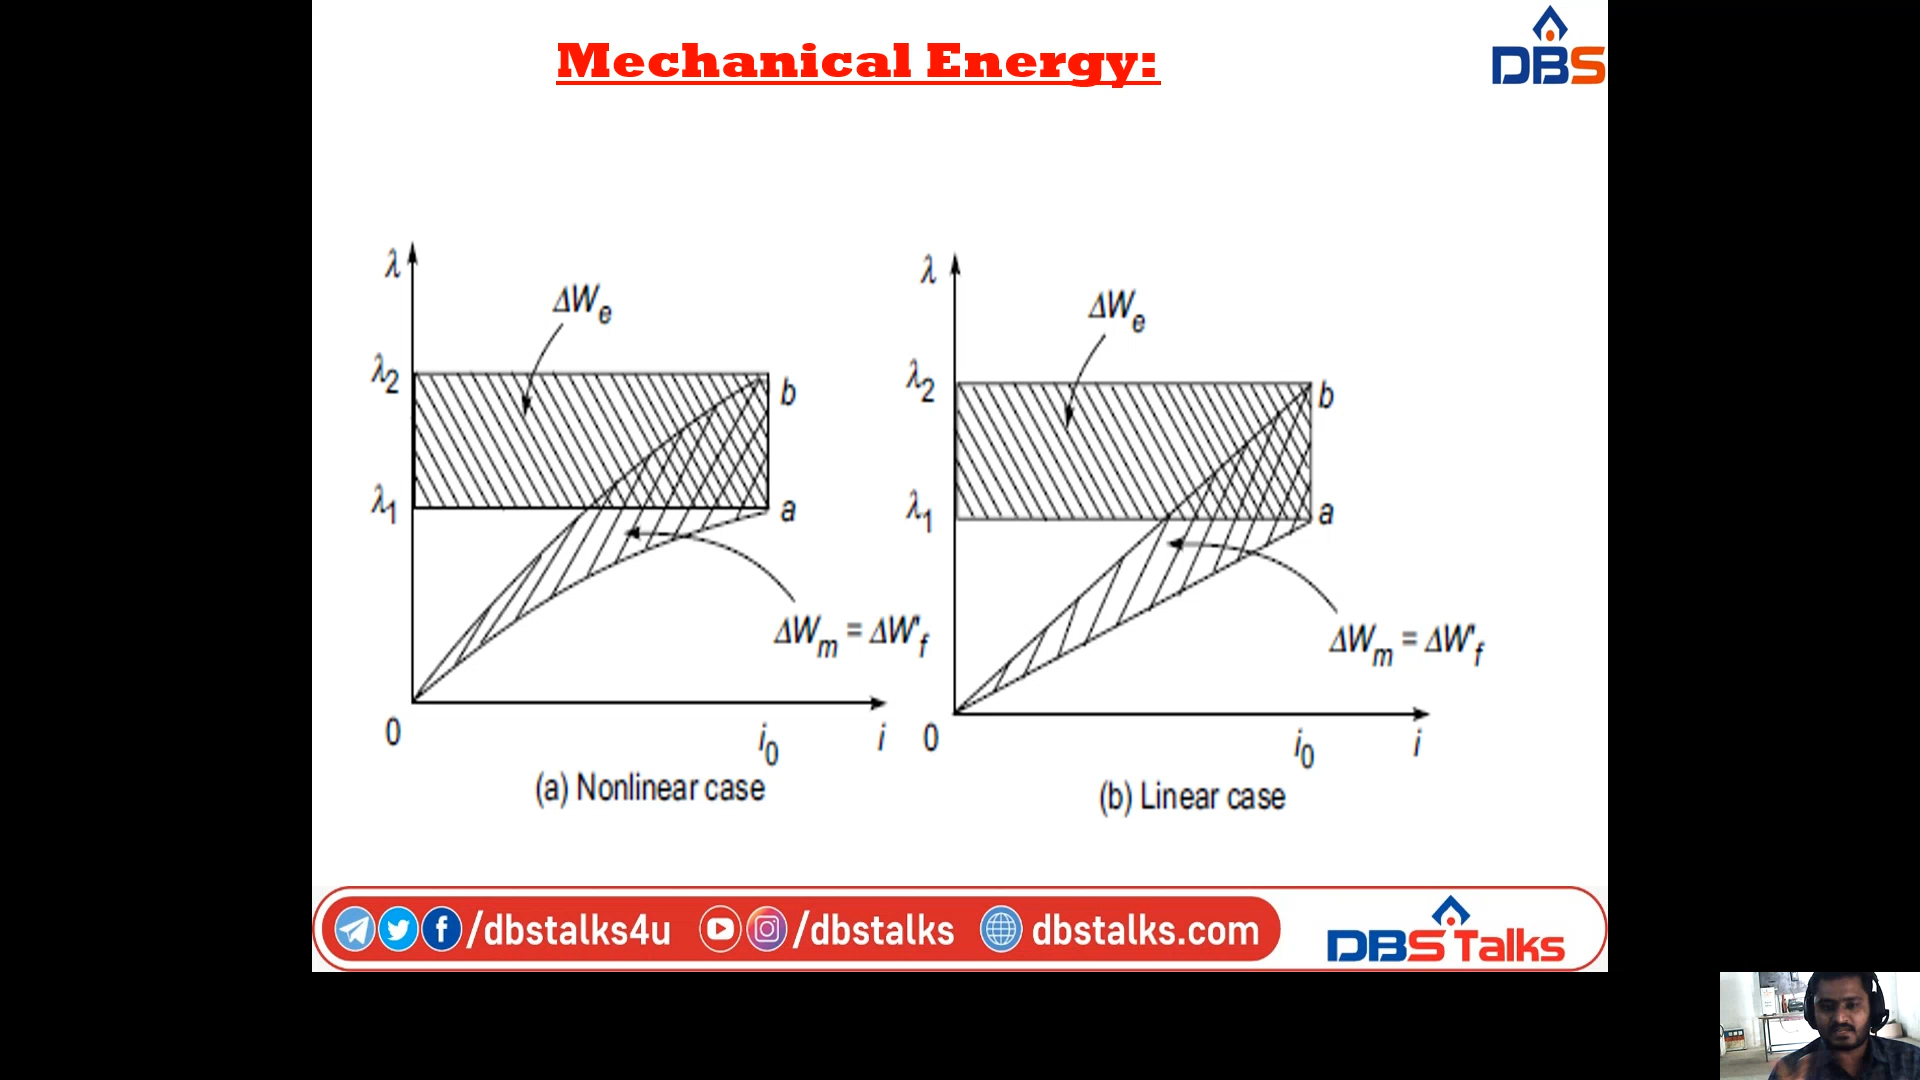 Mechanical Energy:
DBS
λ
ΔWₑ
λ₂
b
λ₁
a
ΔWₘ = ΔW'f
0
i₀
i
(a) Nonlinear case
λ
ΔWₑ
λ₂
b
λ₁
a
ΔWₘ = ΔW'f
0
i₀
i
(b) Linear case
/dbstalks4u /dbstalks dbstalks.com
DBS Talks